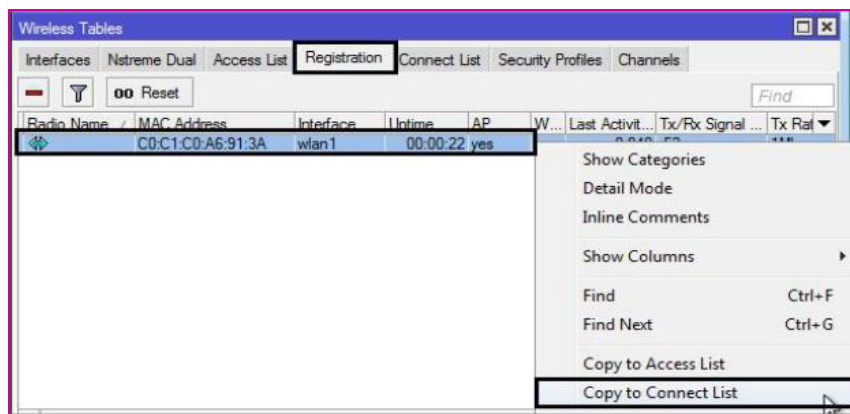 Wireless Tables
Interfaces Nstreme Dual Access List Registration Connect List Security Profiles Channels
00 Reset Find
Radio Name MAC Address Interface Uptime AP W... Last Activit... Tx/Rx Signal ... Tx Rat
C0:C1:C0:A6:91:3A wlan1 00:00:22 yes
Show Categories
Detail Mode
Inline Comments
Show Columns
Find Ctrl+F
Find Next Ctrl+G
Copy to Access List
Copy to Connect List